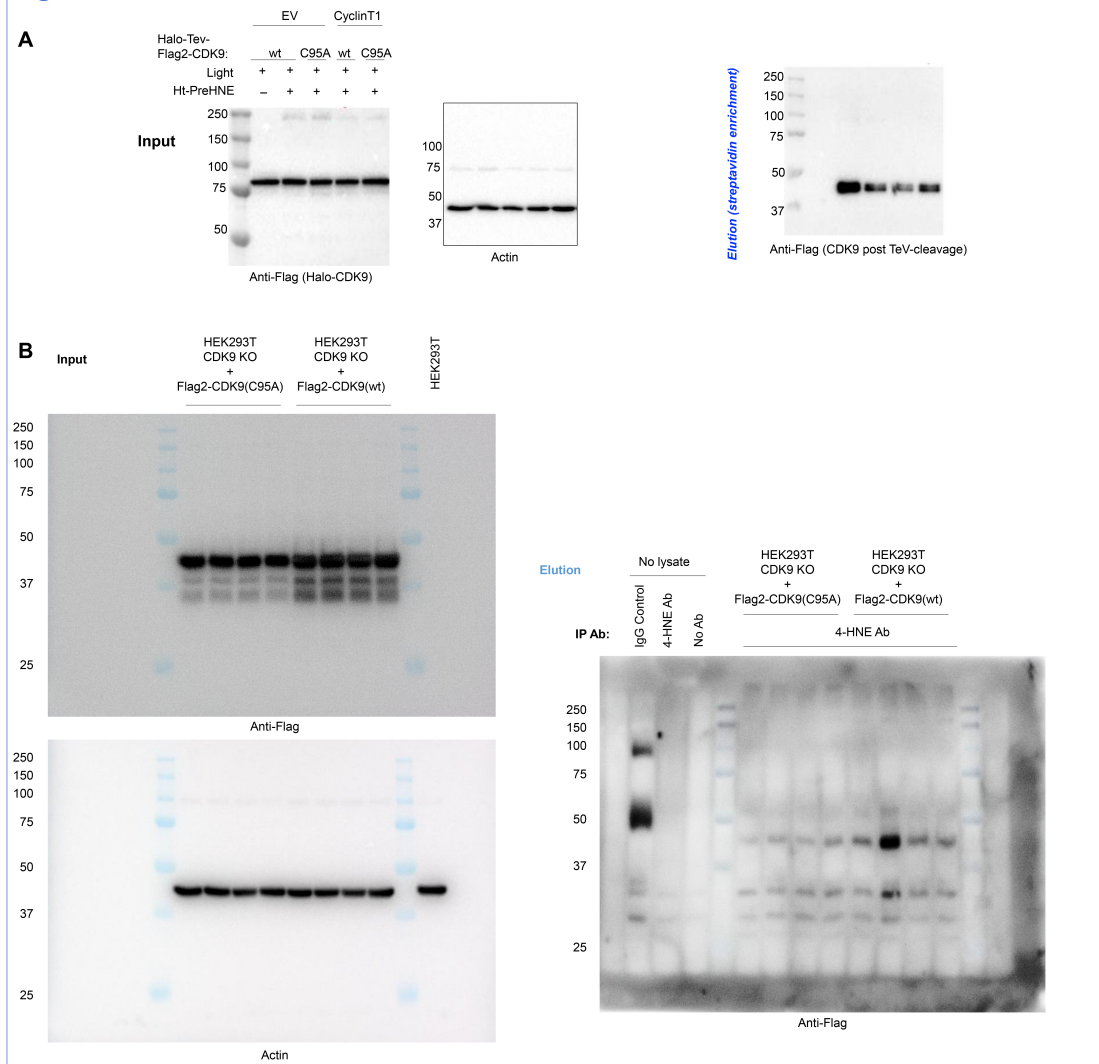 A
EV
CyclinT1
Halo-Tev-
Flag2-CDK9:
wt
C95A
wt
C95A
Light
+
+
+
+
+
Ht-PreHNE
–
+
+
+
+
Input
250
150
100
75
50
Anti-Flag (Halo-CDK9)
100
75
50
37
Actin
Elution (streptavidin enrichment)
250
150
100
75
50
37
Anti-Flag (CDK9 post TeV-cleavage)
B
Input
HEK293T
CDK9 KO
+
Flag2-CDK9(C95A)
HEK293T
CDK9 KO
+
Flag2-CDK9(wt)
HEK293T
250
150
100
75
50
37
25
Anti-Flag
250
150
100
75
50
37
25
Actin
Elution
No lysate
HEK293T
CDK9 KO
+
Flag2-CDK9(C95A)
HEK293T
CDK9 KO
+
Flag2-CDK9(wt)
IP Ab:
IgG Control
4-HNE Ab
No Ab
4-HNE Ab
250
150
100
75
50
37
25
Anti-Flag